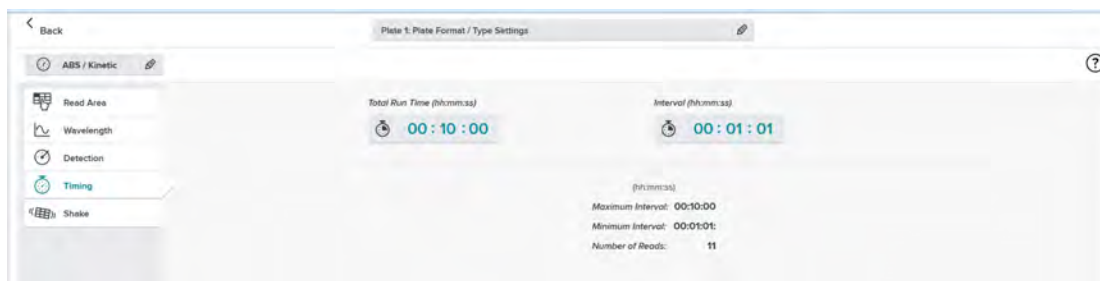 Back
Plate 1: Plate Format / Type Settings
ABS / Kinetic
?
Read Area
Wavelength
Detection
Timing
Shake
Total Run Time (hh:mm:ss)
Interval (hh:mm:ss)
00 : 10 : 00
00 : 01 : 01
(hh:mm:ss)
Maximum Interval: 00:10:00
Minimum Interval: 00:01:01:
Number of Reads: 11